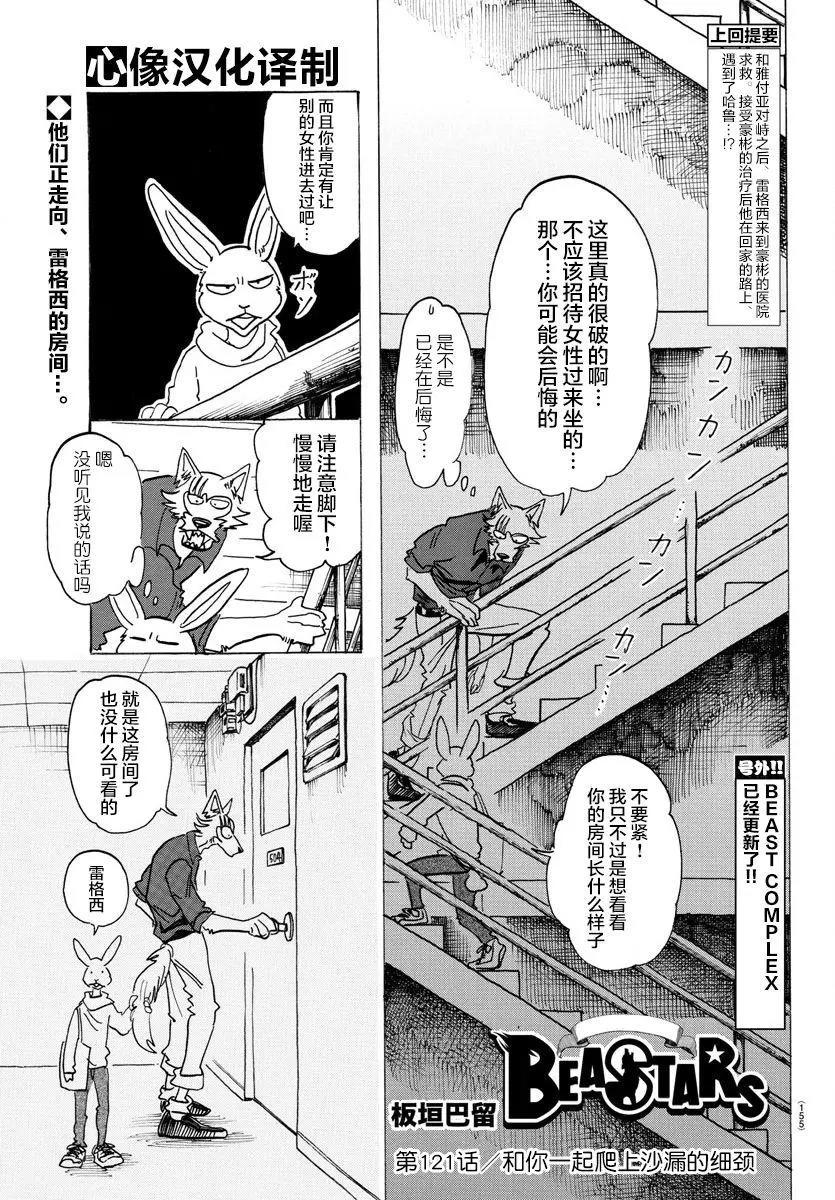 上回提要
和雅付亚对峙之后、雷格西来到豪彬的医院
求救。接受豪彬的治疗后他在回家的路上、
遇到了哈鲁…!?
这里真的很破的啊…
不应该招待女性过来坐的…
那个…你可能会后悔的
是不是
已经在后悔了…
カンカン
カンカン…
カンカン…
不要紧！
我只不过是想看看
你的房间长什么样子
号外!!
BEAST COMPLEX
已经更新了!!
BEASTARS
板垣巴留
第121话／和你一起爬上沙漏的细颈
(155)
心像汉化译制
◆他们正走向、雷格西的房间…。
而且你肯定有让
别的女性进去过吧…
ボソ
请注意脚下！
慢慢地走喔
嗯
没听见我说的话吗
就是这房间了
也没什么可看的
504
雷格西